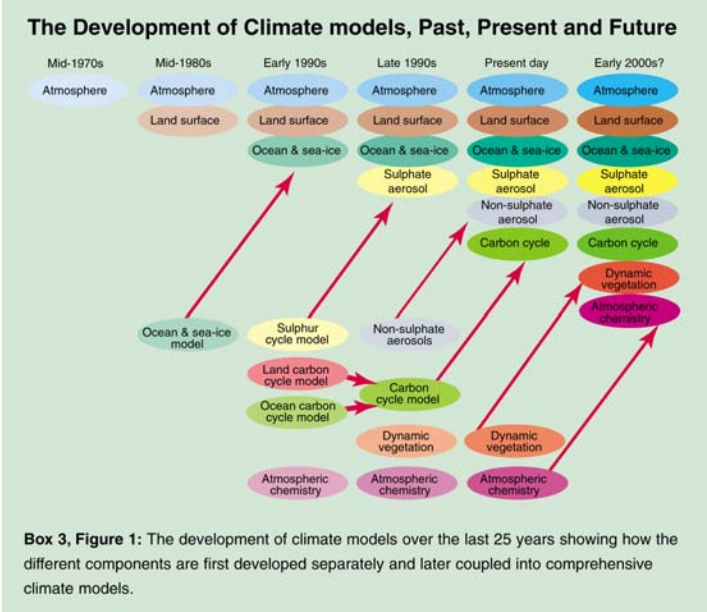 The Development of Climate models, Past, Present and Future
Mid-1970s Mid-1980s Early 1990s Late 1990s Present day Early 2000s?
Atmosphere Atmosphere Atmosphere Atmosphere Atmosphere Atmosphere
Land surface Land surface Land surface Land surface Land surface
Ocean & sea-ice Ocean & sea-ice Ocean & sea-ice Ocean & sea-ice
Sulphate
aerosol
Sulphate
aerosol
Sulphate
aerosol
Non-sulphate
aerosol
Non-sulphate
aerosol
Carbon cycle Carbon cycle
Dynamic
vegetation
Atmospheric
chemistry
Ocean & sea-ice
model
Sulphur
cycle model
Non-sulphate
aerosols
Land carbon
cycle model
Carbon
cycle model
Ocean carbon
cycle model
Dynamic
vegetation
Dynamic
vegetation
Atmospheric
chemistry
Atmospheric
chemistry
Atmospheric
chemistry
Box 3, Figure 1: The development of climate models over the last 25 years showing how the
different components are first developed separately and later coupled into comprehensive
climate models.